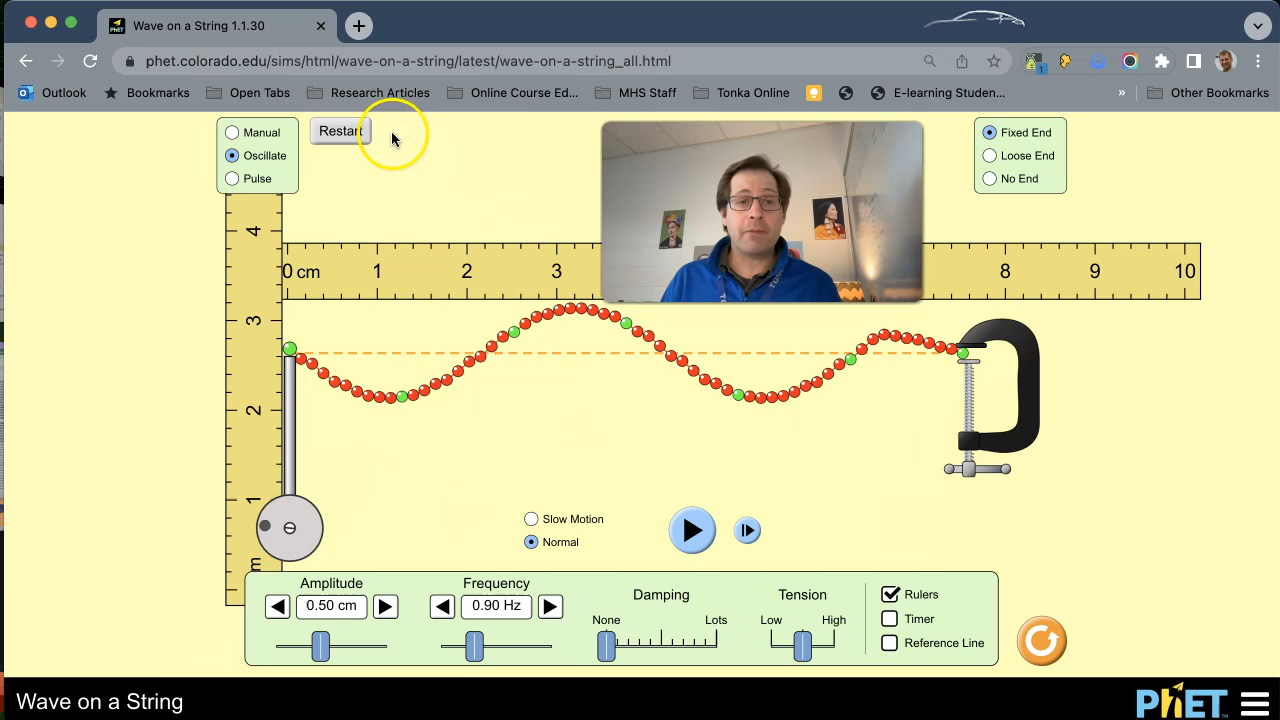 Wave on a String 1.1.30
phet.colorado.edu/sims/html/wave-on-a-string/latest/wave-on-a-string_all.html
1
Outlook Bookmarks Open Tabs Research Articles Online Course Ed... MHS Staff Tonka Online E-learning Studen... » Other Bookmarks
Manual
Oscillate
Pulse
Restart
Fixed End
Loose End
No End
0 cm 1 2 3 8 9 10
4
3
2
1
Slow Motion
Normal
Amplitude
0.50 cm
Frequency
0.90 Hz
Damping
None Lots
Tension
Low High
Rulers
Timer
Reference Line
Wave on a String
PhET